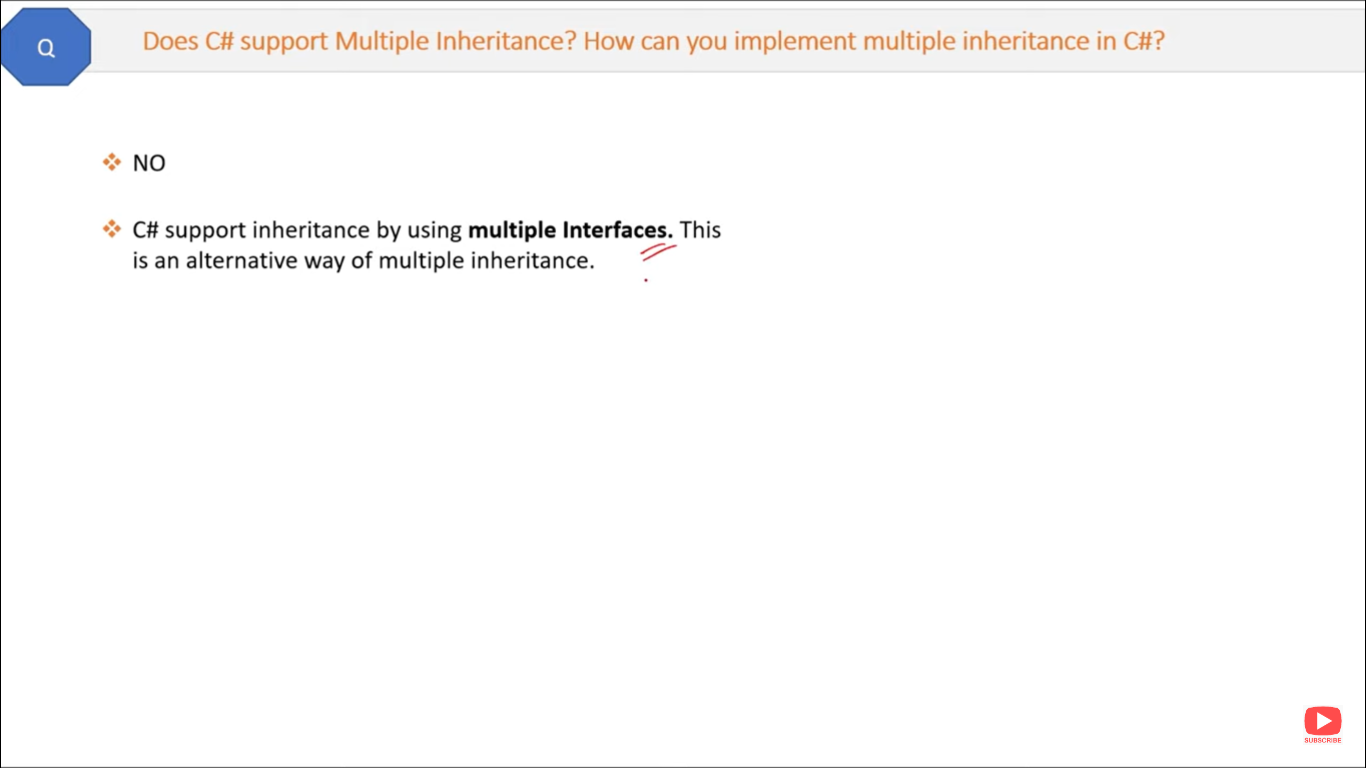 Q
Does C# support Multiple Inheritance? How can you implement multiple inheritance in C#?
NO
C# support inheritance by using multiple Interfaces. This
is an alternative way of multiple inheritance.
SUBSCRIBE